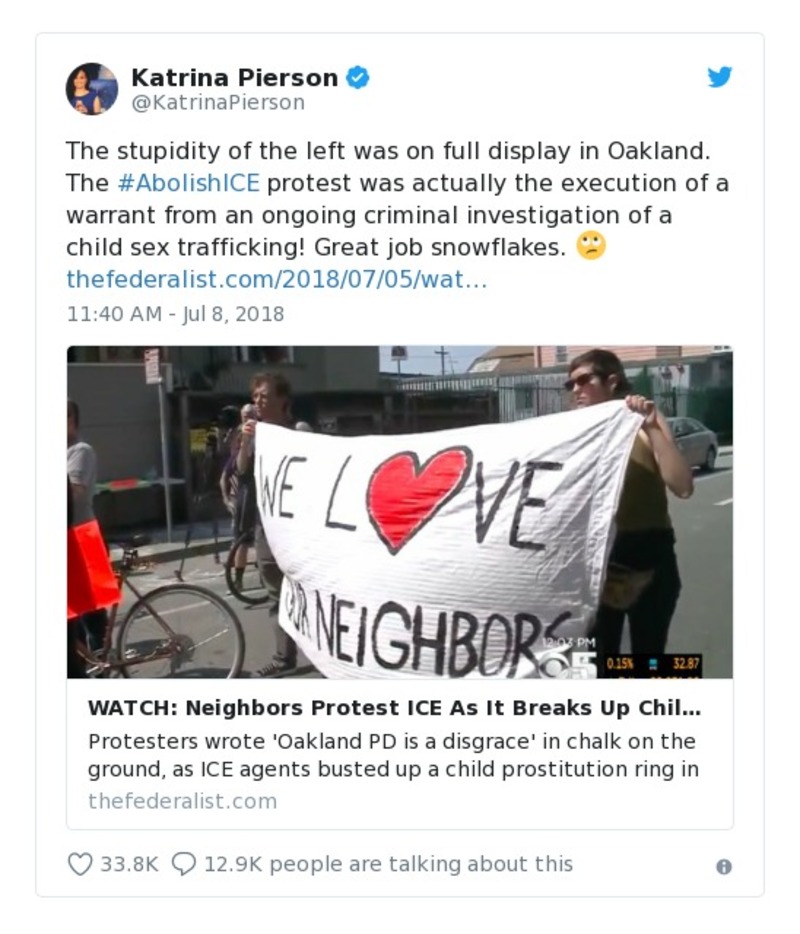 Katrina Pierson
@KatrinaPierson
The stupidity of the left was on full display in Oakland.
The #AbolishICE protest was actually the execution of a
warrant from an ongoing criminal investigation of a
child sex trafficking! Great job snowflakes. 🙄
thefederalist.com/2018/07/05/wat…
11:40 AM - Jul 8, 2018
WE LOVE
OUR NEIGHBORS
12:03 PM
5
0.15% 32.87
WATCH: Neighbors Protest ICE As It Breaks Up Chil...
Protesters wrote 'Oakland PD is a disgrace' in chalk on the
ground, as ICE agents busted up a child prostitution ring in
thefederalist.com
33.8K 12.9K people are talking about this